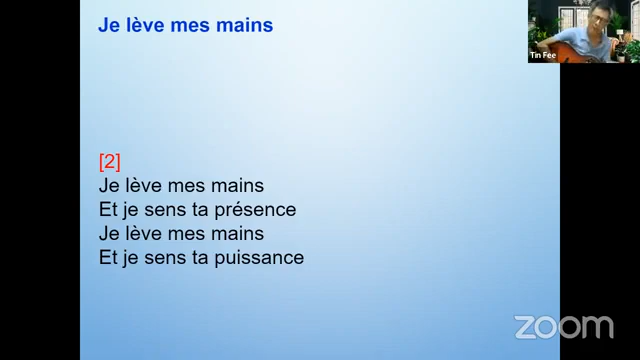 Je lève mes mains
Tin Fee
[2]
Je lève mes mains
Et je sens ta présence
Je lève mes mains
Et je sens ta puissance
zoom